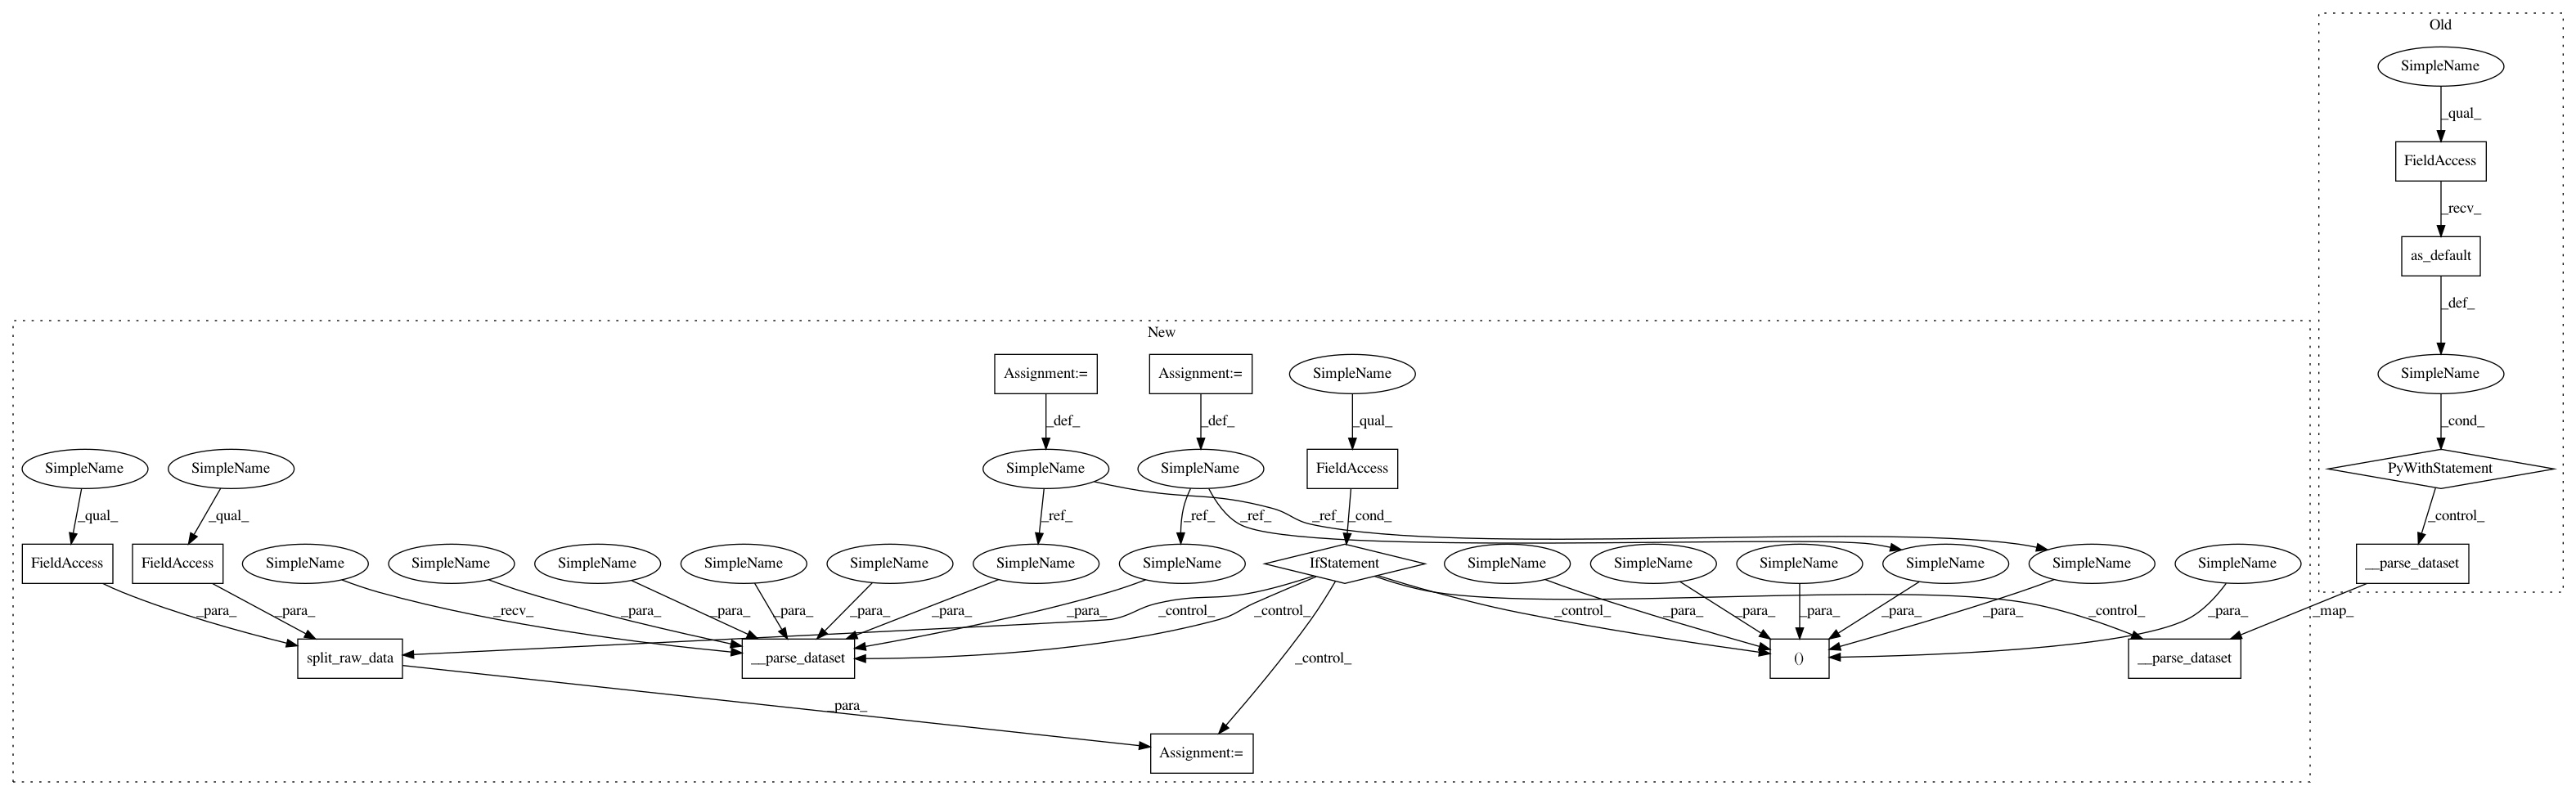 Old
SimpleName
_qual_
FieldAccess
_recv_
as_default
_def_
New
Assignment:=
Assignment:=
SimpleName
SimpleName
_def_
_def_
_qual_
_cond_
SimpleName
SimpleName
SimpleName
SimpleName
FieldAccess
PyWithStatement
_qual_
_qual_
_ref_
_ref_
_ref_
_ref_
_cond_
_control_
FieldAccess
FieldAccess
SimpleName
SimpleName
SimpleName
SimpleName
SimpleName
SimpleName
SimpleName
IfStatement
SimpleName
SimpleName
SimpleName
SimpleName
SimpleName
SimpleName
__parse_dataset
_para_
_para_
_recv_
_para_
_para_
_para_
_para_
_para_
_para_
_control_
_control_
_control_
_para_
_para_
_para_
_para_
_para_
_control_
_para_
_map_
split_raw_data
__parse_dataset
_control_
()
__parse_dataset
_para_
Assignment:=